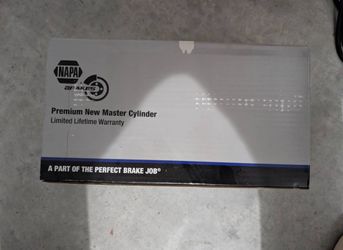 NAPA
BRAKES
Premium New Master Cylinder
Limited Lifetime Warranty
A PART OF THE PERFECT BRAKE JOB®